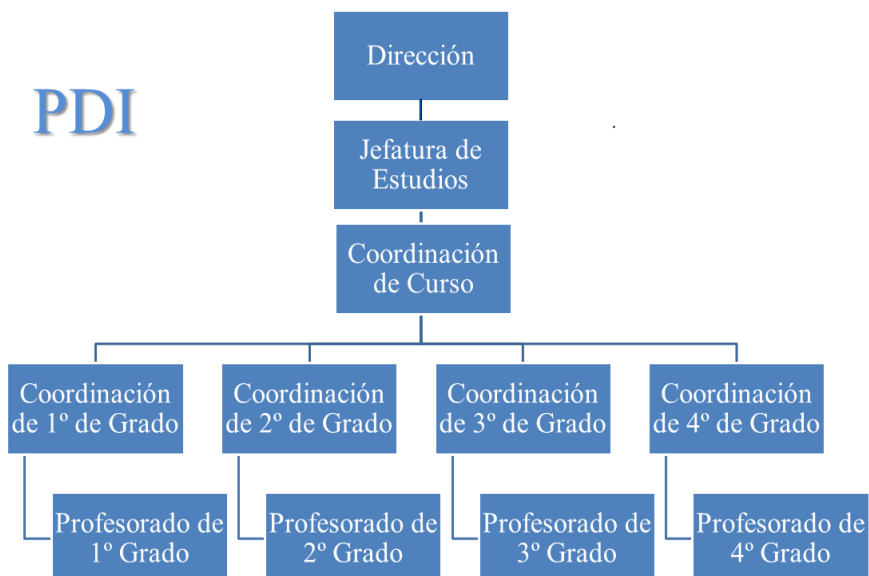 Dirección
PDI
Jefatura de
Estudios
Coordinación
de Curso
Coordinación
de 1º de Grado
Coordinación
de 2º de Grado
Coordinación
de 3º de Grado
Coordinación
de 4º de Grado
Profesorado de
1º Grado
Profesorado de
2º Grado
Profesorado de
3º Grado
Profesorado de
4º Grado